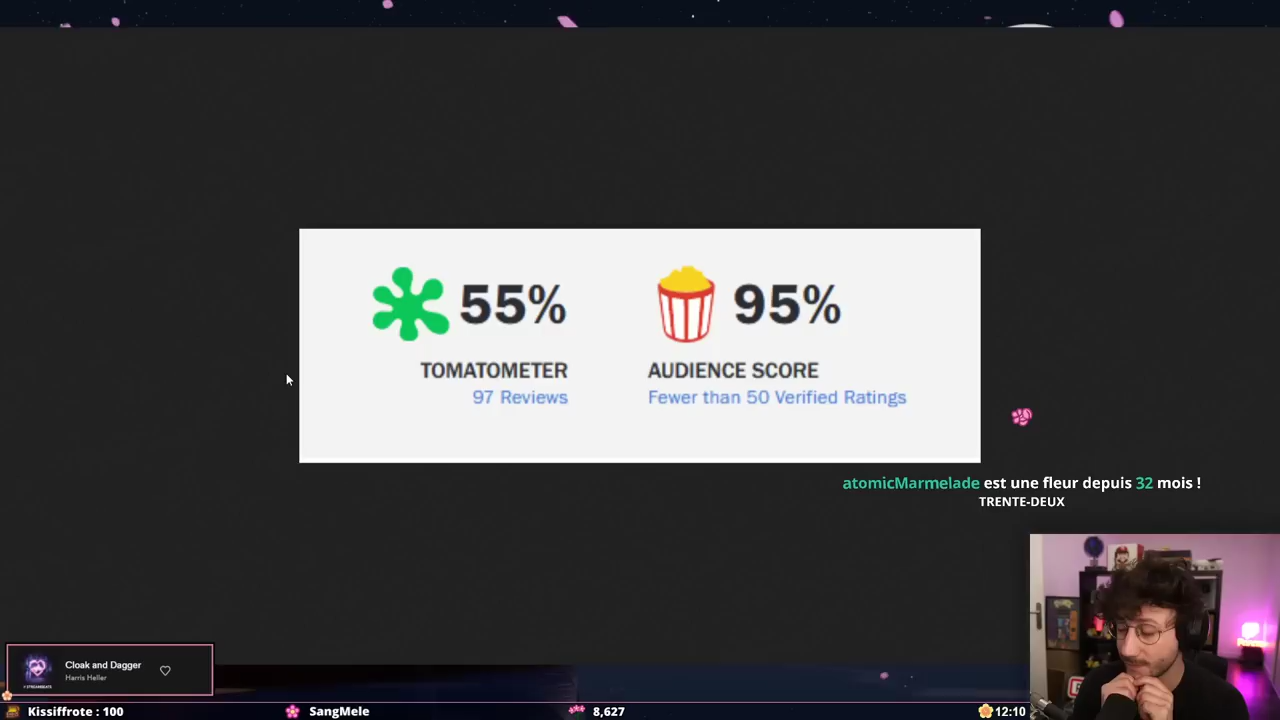 55%
95%
TOMATOMETER
AUDIENCE SCORE
97 Reviews
Fewer than 50 Verified Ratings
atomicMarmelade est une fleur depuis 32 mois !
TRENTE-DEUX
Cloak and Dagger
Harris Heller
Kissiffrote : 100
SangMele
8,627
12:10